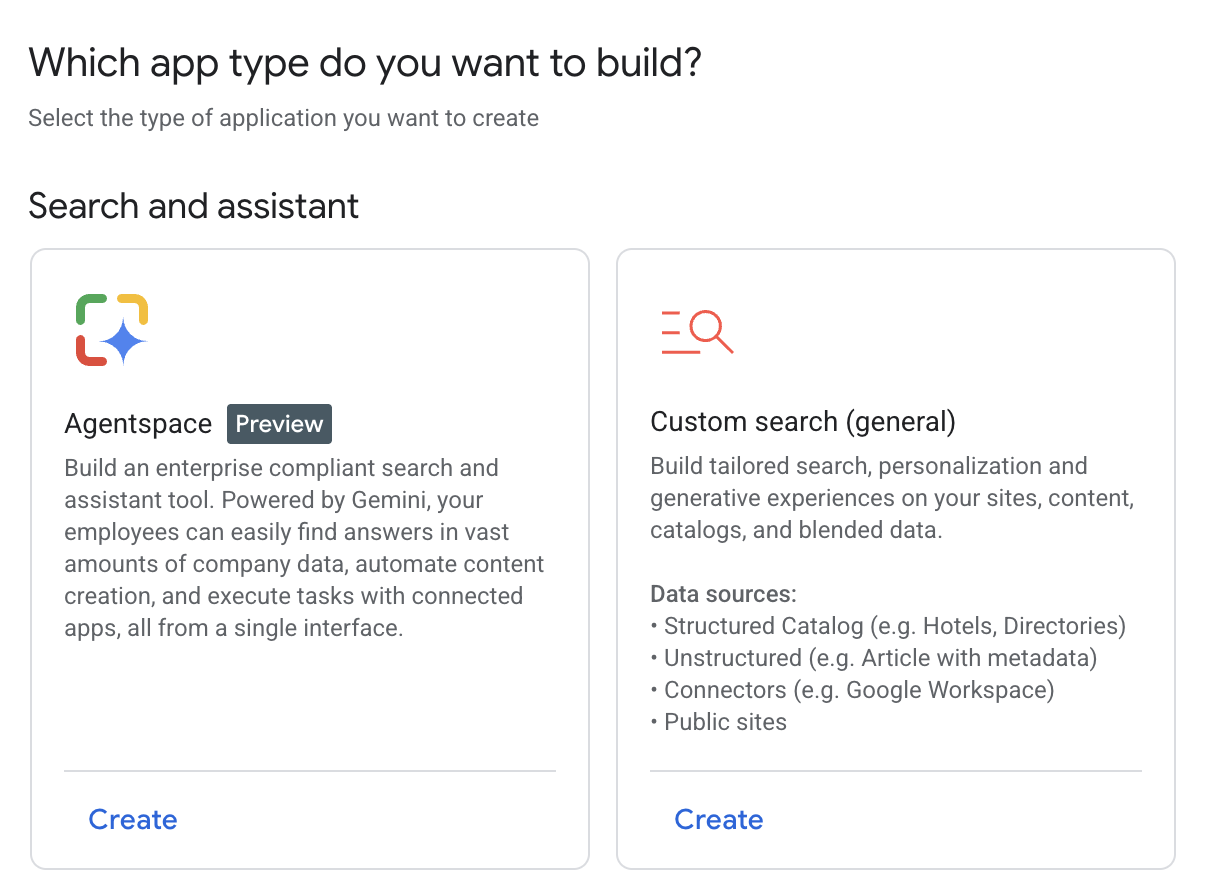 Which app type do you want to build?
Select the type of application you want to create
Search and assistant
Agentspace Preview
Build an enterprise compliant search and
assistant tool. Powered by Gemini, your
employees can easily find answers in vast
amounts of company data, automate content
creation, and execute tasks with connected
apps, all from a single interface.
Create
Custom search (general)
Build tailored search, personalization and
generative experiences on your sites, content,
catalogs, and blended data.
Data sources:
• Structured Catalog (e.g. Hotels, Directories)
• Unstructured (e.g. Article with metadata)
• Connectors (e.g. Google Workspace)
• Public sites
Create